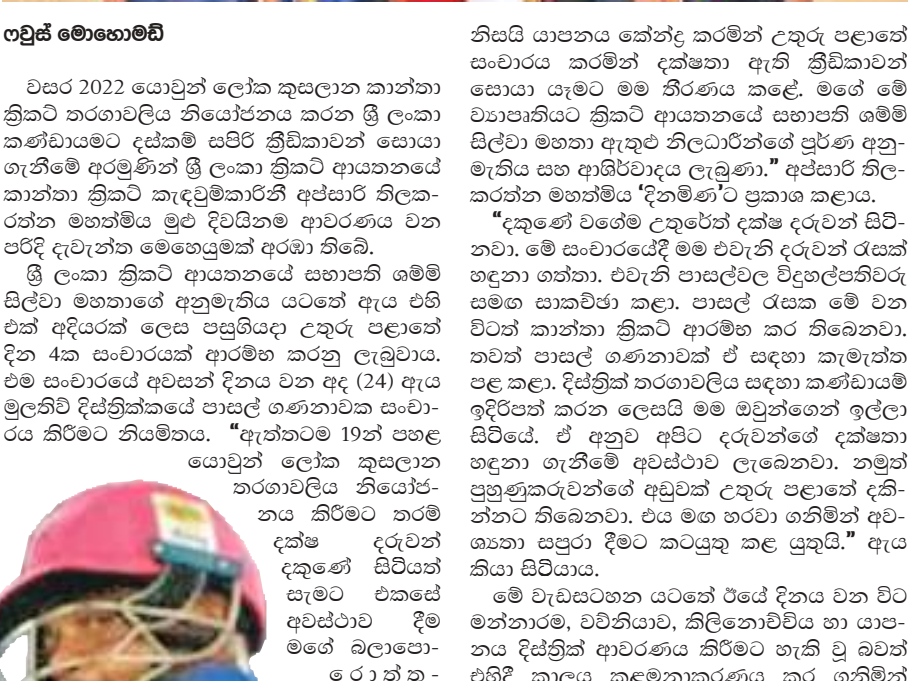 ෆවුස් මොහොමඩ්
වසර 2022 යොවුන් ලෝක කුසලාන කාන්තා
ක්‍රිකට් තරගාවලිය නියෝජනය කරන ශ්‍රී ලංකා
කණ්ඩායමට දස්කම් සපිරි ක්‍රීඩිකාවන් සොයා
ගැනීමේ අරමුණින් ශ්‍රී ලංකා ක්‍රිකට් ආයතනයේ
කාන්තා ක්‍රිකට් කැඳවුම්කාරිනී අප්සාරි තිලක-
රත්න මහත්මිය මුළු දිවයිනම ආවරණය වන
පරිදි දැවැන්ත මෙහෙයුමක් අරඹා තිබේ.
ශ්‍රී ලංකා ක්‍රිකට් ආයතනයේ සභාපති ශම්මි
සිල්වා මහතාගේ අනුමැතිය යටතේ ඇය එහි
එක් අදියරක් ලෙස පසුගියදා උතුරු පළාතේ
දින 4ක සංචාරයක් ආරම්භ කරනු ලැබුවාය.
එම සංචාරයේ අවසන් දිනය වන අද (24) ඇය
මුලතිව් දිස්ත්‍රික්කයේ පාසල් ගණනාවක සංචා-
රය කිරීමට නියමිතය. “ඇත්තටම 19න් පහළ
යොවුන් ලෝක කුසලාන
තරගාවලිය නියෝජ-
නය කිරීමට තරම්
දක්ෂ දරුවන්
දකුණේ සිටියත්
සැමට එකසේ
අවස්ථාව දීම
මගේ බලාපො-
රොත්ත-
නිසයි යාපනය කේන්ද්‍ර කරමින් උතුරු පළාතේ
සංචාරය කරමින් දක්ෂතා ඇති ක්‍රීඩිකාවන්
සොයා යෑමට මම තීරණය කළේ. මගේ මේ
ව්‍යාපෘතියට ක්‍රිකට් ආයතනයේ සභාපති ශම්මි
සිල්වා මහතා ඇතුළු නිලධාරීන්ගේ පූර්ණ අනු-
මැතිය සහ ආශිර්වාදය ලැබුණා.” අප්සාරි තිල-
කරත්න මහත්මිය ‘දිනමිණ’ට ප්‍රකාශ කළාය.
“දකුණේ වගේම උතුරේත් දක්ෂ දරුවන් සිටි-
නවා. මේ සංචාරයේදී මම එවැනි දරුවන් රැසක්
හඳුනා ගත්තා. එවැනි පාසල්වල විදුහල්පතිවරු
සමඟ සාකච්ඡා කළා. පාසල් රැසක මේ වන
විටත් කාන්තා ක්‍රිකට් ආරම්භ කර තිබෙනවා.
තවත් පාසල් ගණනාවක් ඒ සඳහා කැමැත්ත
පළ කළා. දිස්ත්‍රික් තරගාවලිය සඳහා කණ්ඩායම්
ඉදිරිපත් කරන ලෙසයි මම ඔවුන්ගෙන් ඉල්ලා
සිටියේ. ඒ අනුව අපිට දරුවන්ගේ දක්ෂතා
හඳුනා ගැනීමේ අවස්ථාව ලැබෙනවා. නමුත්
පුහුණුකරුවන්ගේ අඩුවක් උතුරු පළාතේ දකි-
න්නට තිබෙනවා. එය මඟ හරවා ගනිමින් අව-
ශ්‍යතා සපුරා දීමට කටයුතු කළ යුතුයි.” ඇය
කියා සිටියාය.
මේ වැඩසටහන යටතේ ඊයේ දිනය වන විට
මන්නාරම, වව්නියාව, කිලිනොච්චිය හා යාප-
නය දිස්ත්‍රික් ආවරණය කිරීමට හැකි වූ බවත්
එහිදී කාලය කළමනාකරණය කර ගනිමින්